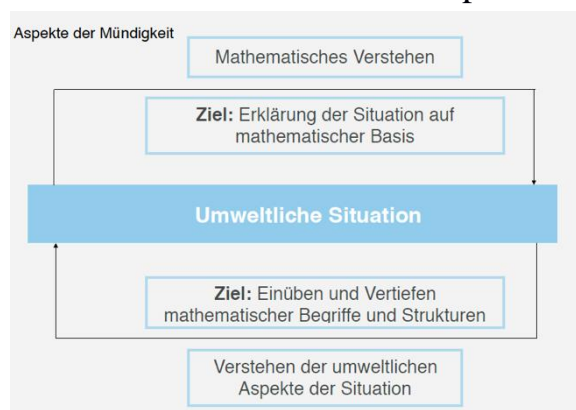 Aspekte der Mündigkeit
Mathematisches Verstehen
Ziel: Erklärung der Situation auf
mathematischer Basis
Umweltliche Situation
Ziel: Einüben und Vertiefen
mathematischer Begriffe und Strukturen
Verstehen der umweltlichen
Aspekte der Situation